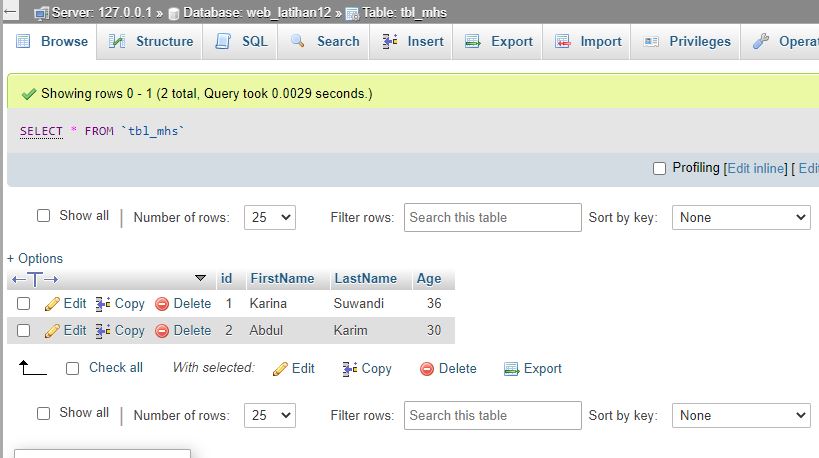 Server: 127.0.0.1 » Database: web_latihan12 » Table: tbl_mhs
Browse Structure SQL Search Insert Export Import Privileges Operat
Showing rows 0 - 1 (2 total, Query took 0.0029 seconds.)
SELECT * FROM `tbl_mhs`
Profiling [Edit inline] [ Edi
Show all | Number of rows: 25 Filter rows: Search this table Sort by key: None
+ Options
←T→ id FirstName LastName Age
Edit Copy Delete 1 Karina Suwandi 36
Edit Copy Delete 2 Abdul Karim 30
Check all With selected: Edit Copy Delete Export
Show all | Number of rows: 25 Filter rows: Search this table Sort by key: None